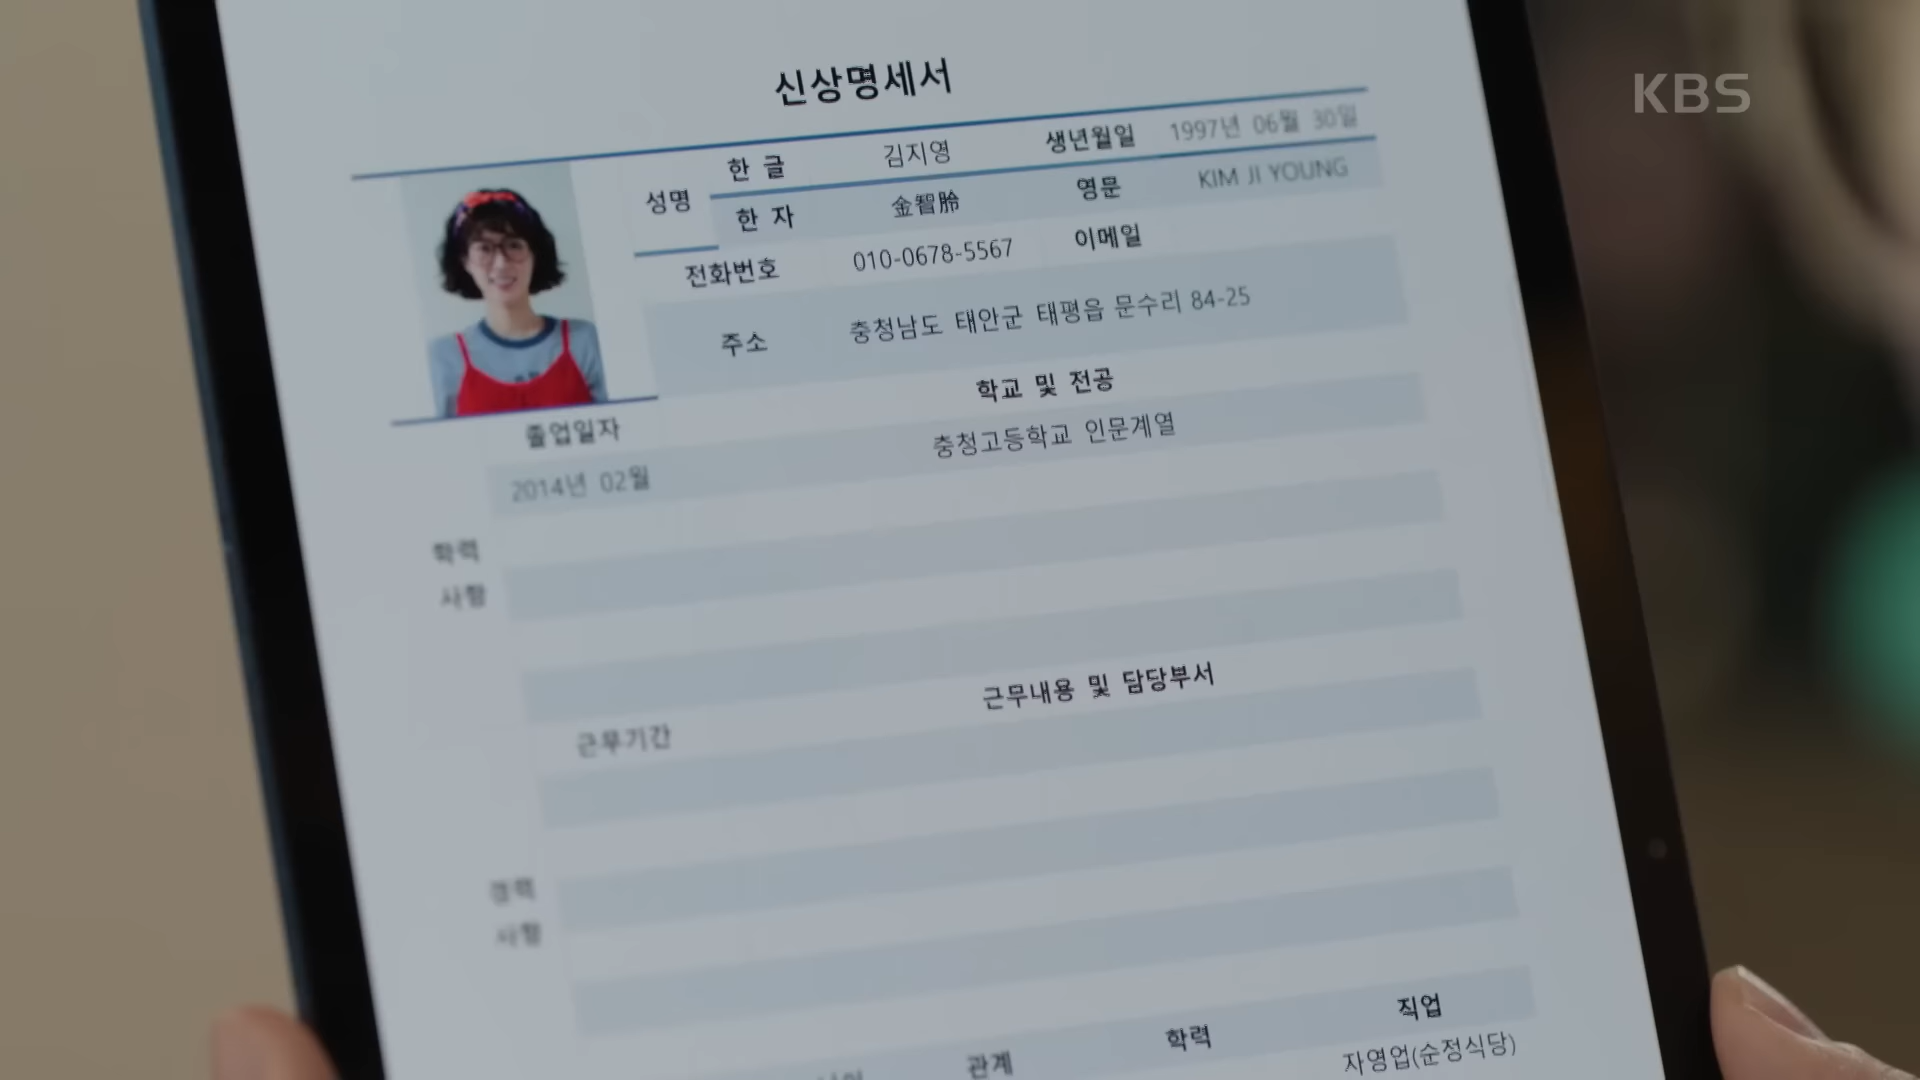 KBS
신상명세서
성명 한 글 김지영 생년월일 1997년 06월 30일
한 자 金智朎 영문 KIM JI YOUNG
전화번호 010-0678-5567 이메일
주소 충청남도 태안군 태평읍 문수리 84-25
졸업일자 학교 및 전공
2014년 02월 충청고등학교 인문계열
학력
사항
근무기간 근무내용 및 담당부서
경력
사항
관계 학력 직업
자영업(순정식당)